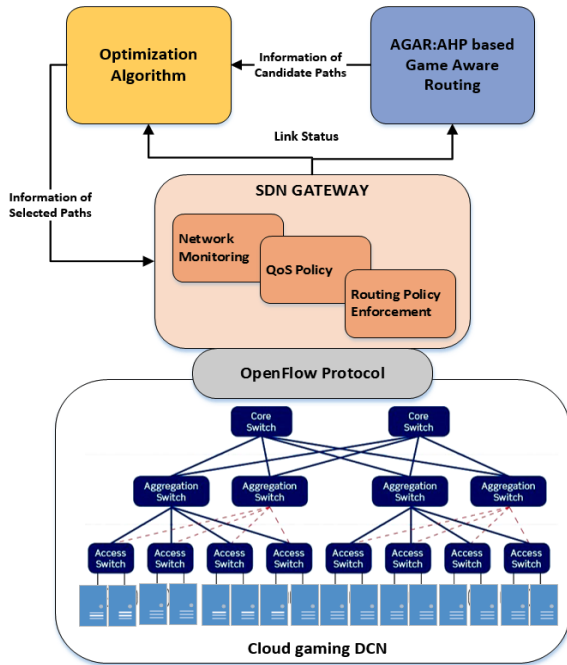 Optimization
Algorithm
Information of
Candidate Paths
AGAR:AHP based
Game Aware
Routing
Link Status
Information of
Selected Paths
SDN GATEWAY
Network
Monitoring
QoS Policy
Routing Policy
Enforcement
OpenFlow Protocol
Core
Switch
Core
Switch
Aggregation
Switch
Aggregation
Switch
Aggregation
Switch
Aggregation
Switch
Access
Switch
Access
Switch
Access
Switch
Access
Switch
Access
Switch
Access
Switch
Access
Switch
Access
Switch
Cloud gaming DCN